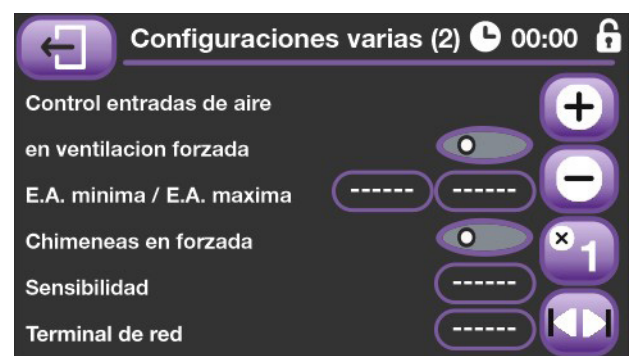 Configuraciones varias (2) 00:00
Control entradas de aire
+
en ventilacion forzada O
−
E.A. minima / E.A. maxima ------ ------
Chimeneas en forzada O
×1
Sensibilidad ------
Terminal de red ------